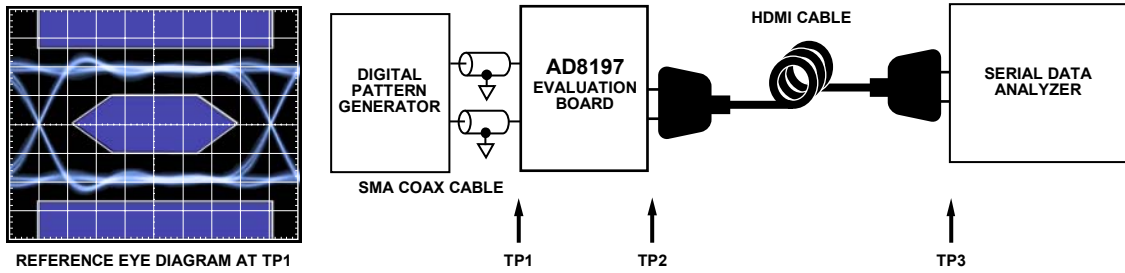 REFERENCE EYE DIAGRAM AT TP1
DIGITAL
PATTERN
GENERATOR
SMA COAX CABLE
AD8197
EVALUATION
BOARD
HDMI CABLE
SERIAL DATA
ANALYZER
TP1
TP2
TP3